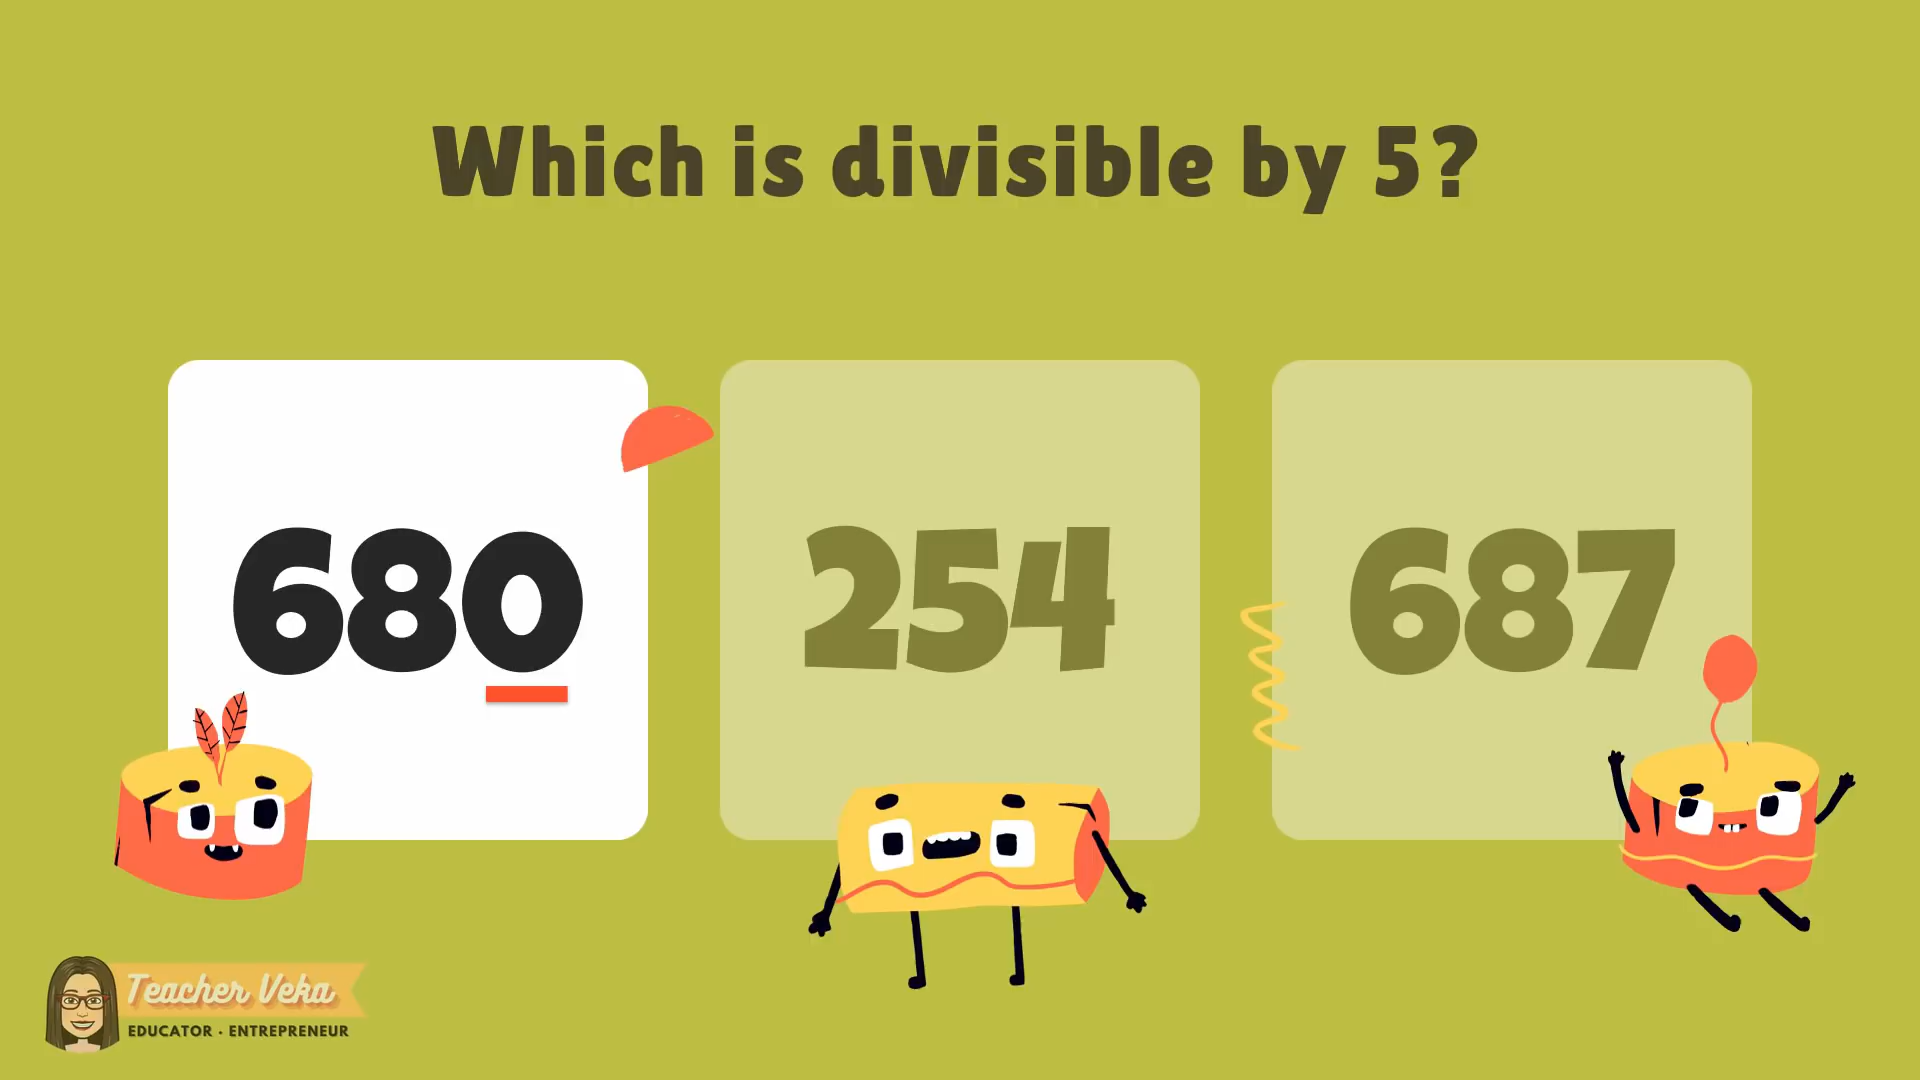 Which is divisible by 5?
680
254
687
Teacher Veka
EDUCATOR · ENTREPRENEUR